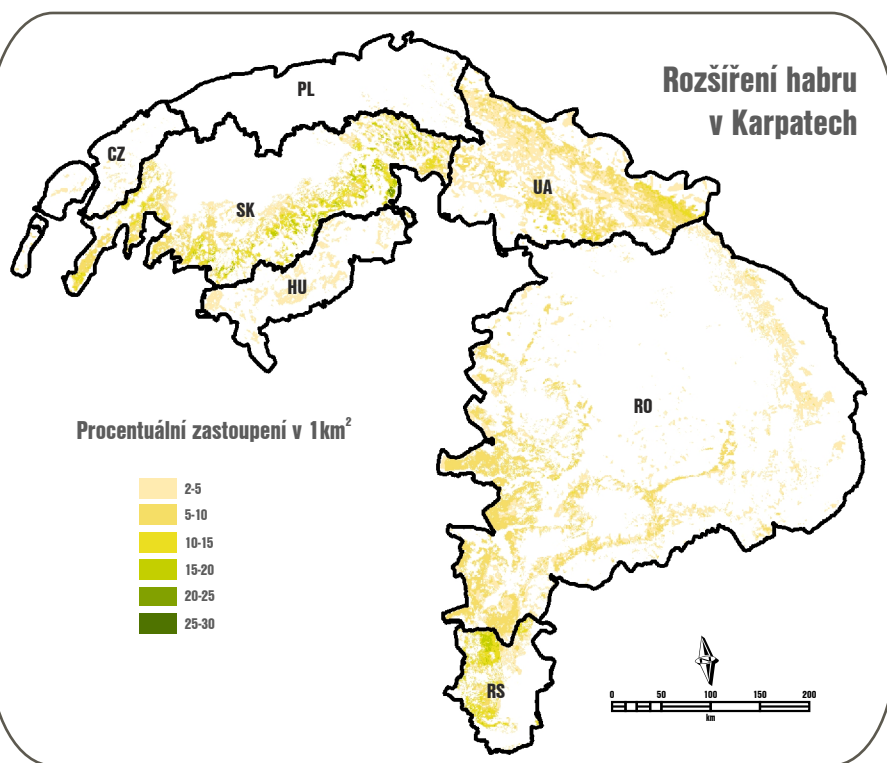 Rozšíření habru
v Karpatech
PL
CZ
SK
UA
HU
RO
RS
Procentuální zastoupení v 1km²
2-5
5-10
10-15
15-20
20-25
25-30
0 50 100 150 200
km